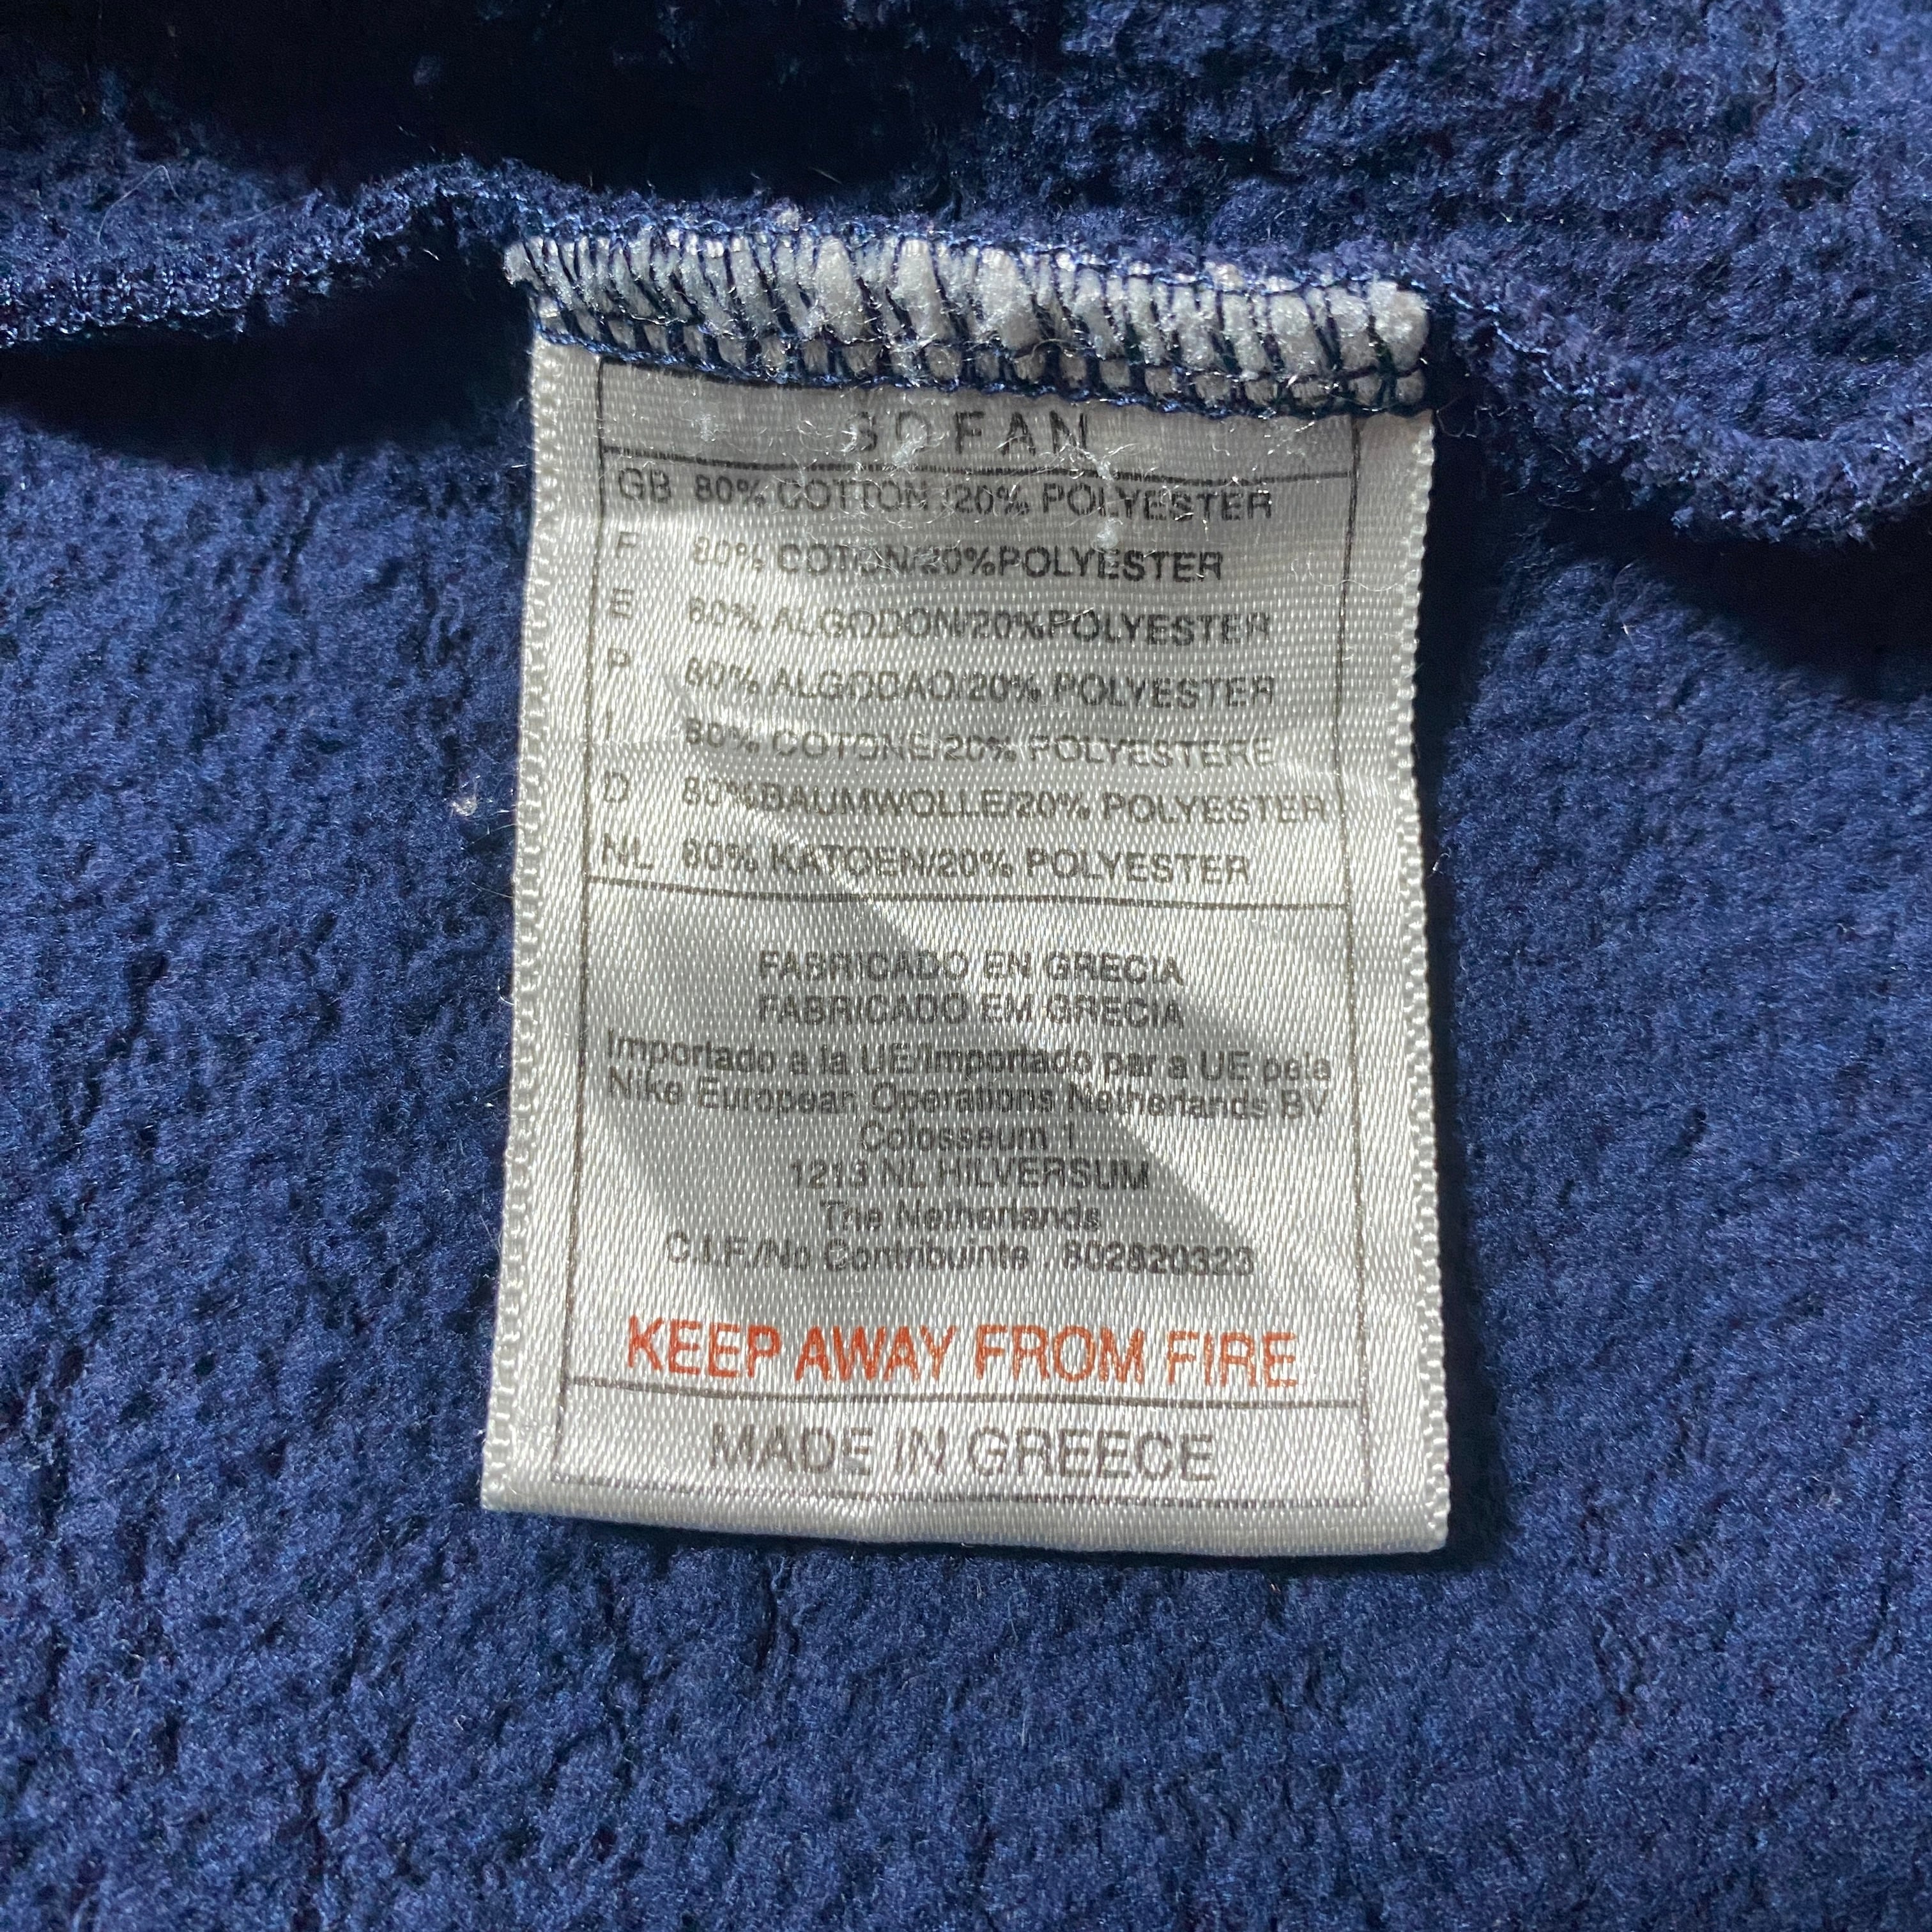 SOFAN
GB 80% COTTON /20% POLYESTER
F 80% COTON/20%POLYESTER
E 80% ALGODON/20%POLYESTER
P 80% ALGODAO/20% POLYESTER
I 80% COTONE/20% POLYESTERE
D 80%BAUMWOLLE/20% POLYESTER
NL 80% KATOEN/20% POLYESTER
FABRICADO EN GRECIA
FABRICADO EM GRECIA
Importado a la UE/Importado par a UE pela
Nike European Operations Netherlands BV
Colosseum 1
1213 NL HILVERSUM
The Netherlands
C.I.F./No Contribuinte : 802820323
KEEP AWAY FROM FIRE
MADE IN GREECE